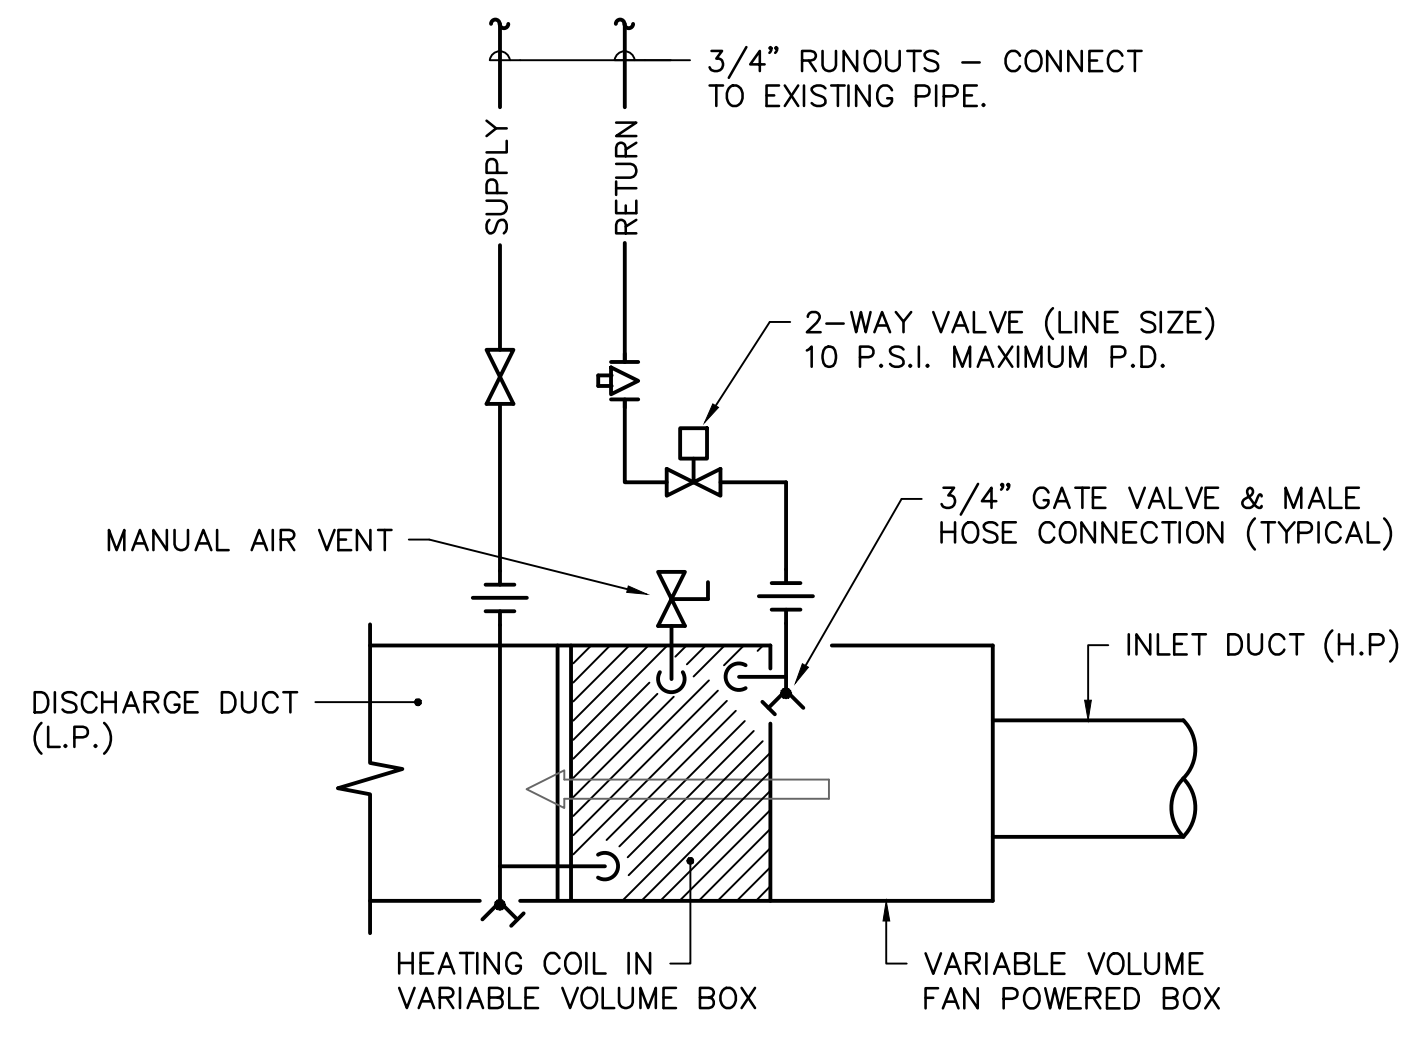 3/4" RUNOUTS – CONNECT
TO EXISTING PIPE.
SUPPLY
RETURN
2–WAY VALVE (LINE SIZE)
10 P.S.I. MAXIMUM P.D.
3/4" GATE VALVE & MALE
HOSE CONNECTION (TYPICAL)
MANUAL AIR VENT
INLET DUCT (H.P)
DISCHARGE DUCT
(L.P.)
HEATING COIL IN
VARIABLE VOLUME BOX
VARIABLE VOLUME
FAN POWERED BOX